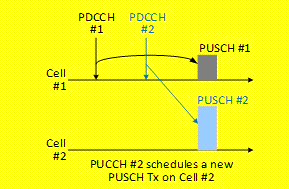 PDCCH PDCCH
#1 #2
PUSCH #1
Cell
#1
PUSCH #2
Cell
#2
PUCCH #2 schedules a new
PUSCH Tx on Cell #2